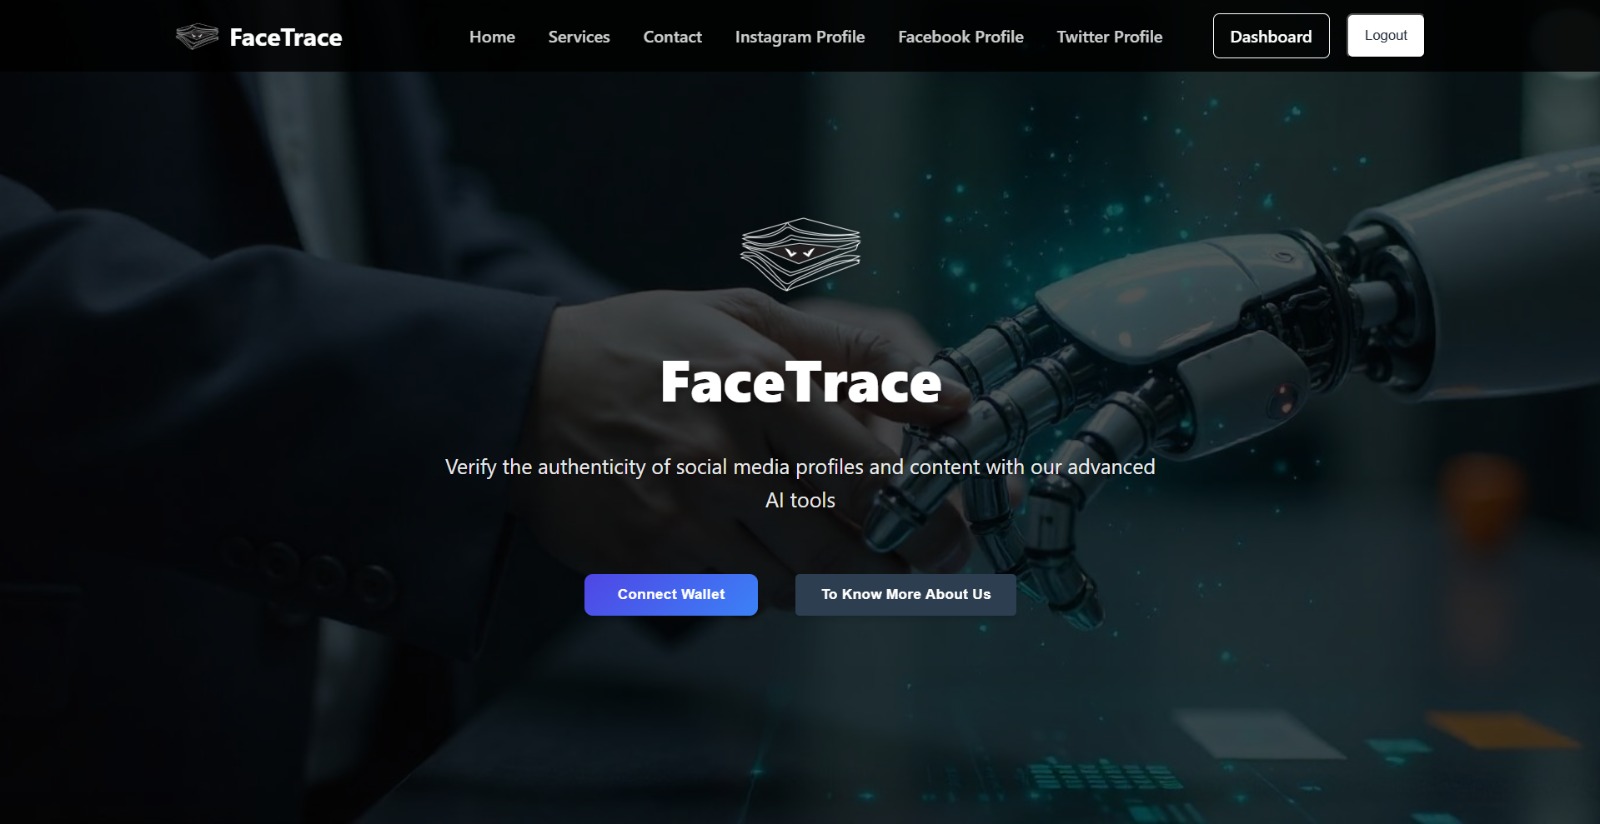 FaceTrace
Home
Services
Contact
Instagram Profile
Facebook Profile
Twitter Profile
Dashboard
Logout
FaceTrace
Verify the authenticity of social media profiles and content with our advanced
AI tools
Connect Wallet
To Know More About Us